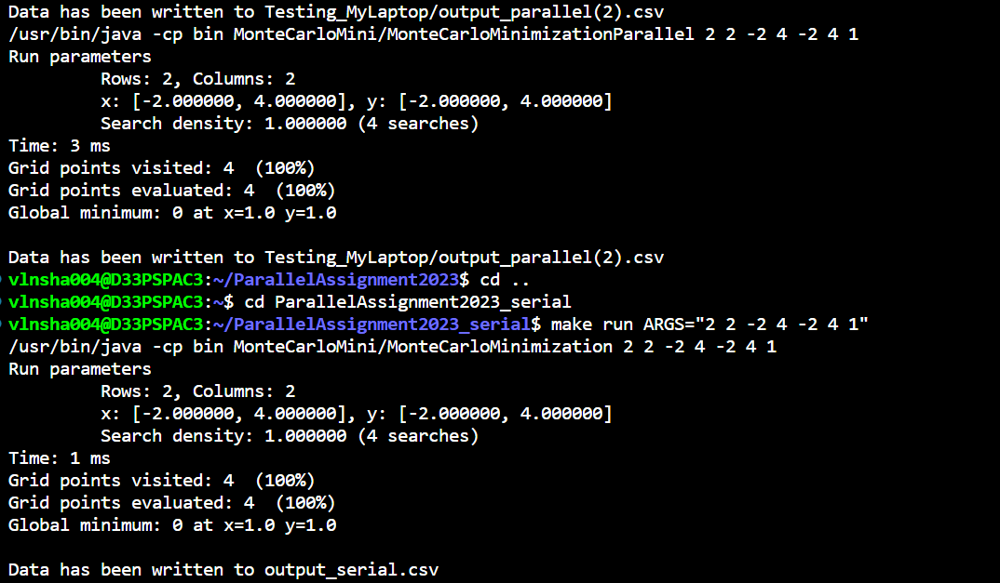 Data has been written to Testing_MyLaptop/output_parallel(2).csv
/usr/bin/java -cp bin MonteCarloMini/MonteCarloMinimizationParallel 2 2 -2 4 -2 4 1
Run parameters
        Rows: 2, Columns: 2
        x: [-2.000000, 4.000000], y: [-2.000000, 4.000000]
        Search density: 1.000000 (4 searches)
Time: 3 ms
Grid points visited: 4  (100%)
Grid points evaluated: 4  (100%)
Global minimum: 0 at x=1.0 y=1.0

Data has been written to Testing_MyLaptop/output_parallel(2).csv
vlnsha004@D33PSPAC3:~/ParallelAssignment2023$ cd ..
vlnsha004@D33PSPAC3:~$ cd ParallelAssignment2023_serial
vlnsha004@D33PSPAC3:~/ParallelAssignment2023_serial$ make run ARGS="2 2 -2 4 -2 4 1"
/usr/bin/java -cp bin MonteCarloMini/MonteCarloMinimization 2 2 -2 4 -2 4 1
Run parameters
        Rows: 2, Columns: 2
        x: [-2.000000, 4.000000], y: [-2.000000, 4.000000]
        Search density: 1.000000 (4 searches)
Time: 1 ms
Grid points visited: 4  (100%)
Grid points evaluated: 4  (100%)
Global minimum: 0 at x=1.0 y=1.0

Data has been written to output_serial.csv